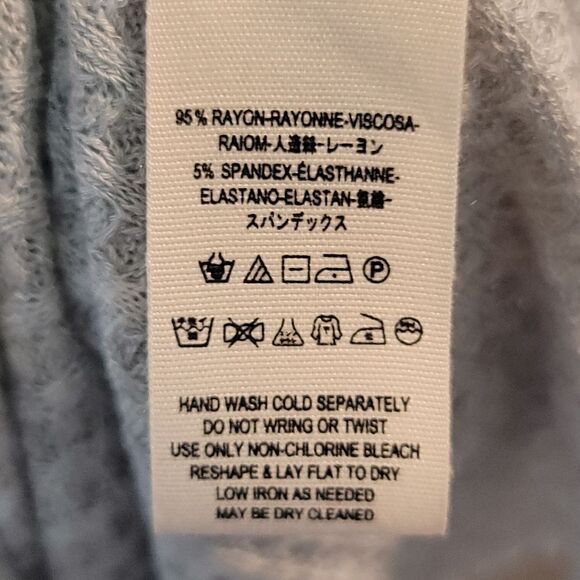 95% RAYON-RAYONNE-VISCOSA-
RAIOM-人造絲-レーヨン
5% SPANDEX-ÉLASTHANNE-
ELASTANO-ELASTAN-氨綸-
スパンデックス
P
HAND WASH COLD SEPARATELY
DO NOT WRING OR TWIST
USE ONLY NON-CHLORINE BLEACH
RESHAPE & LAY FLAT TO DRY
LOW IRON AS NEEDED
MAY BE DRY CLEANED